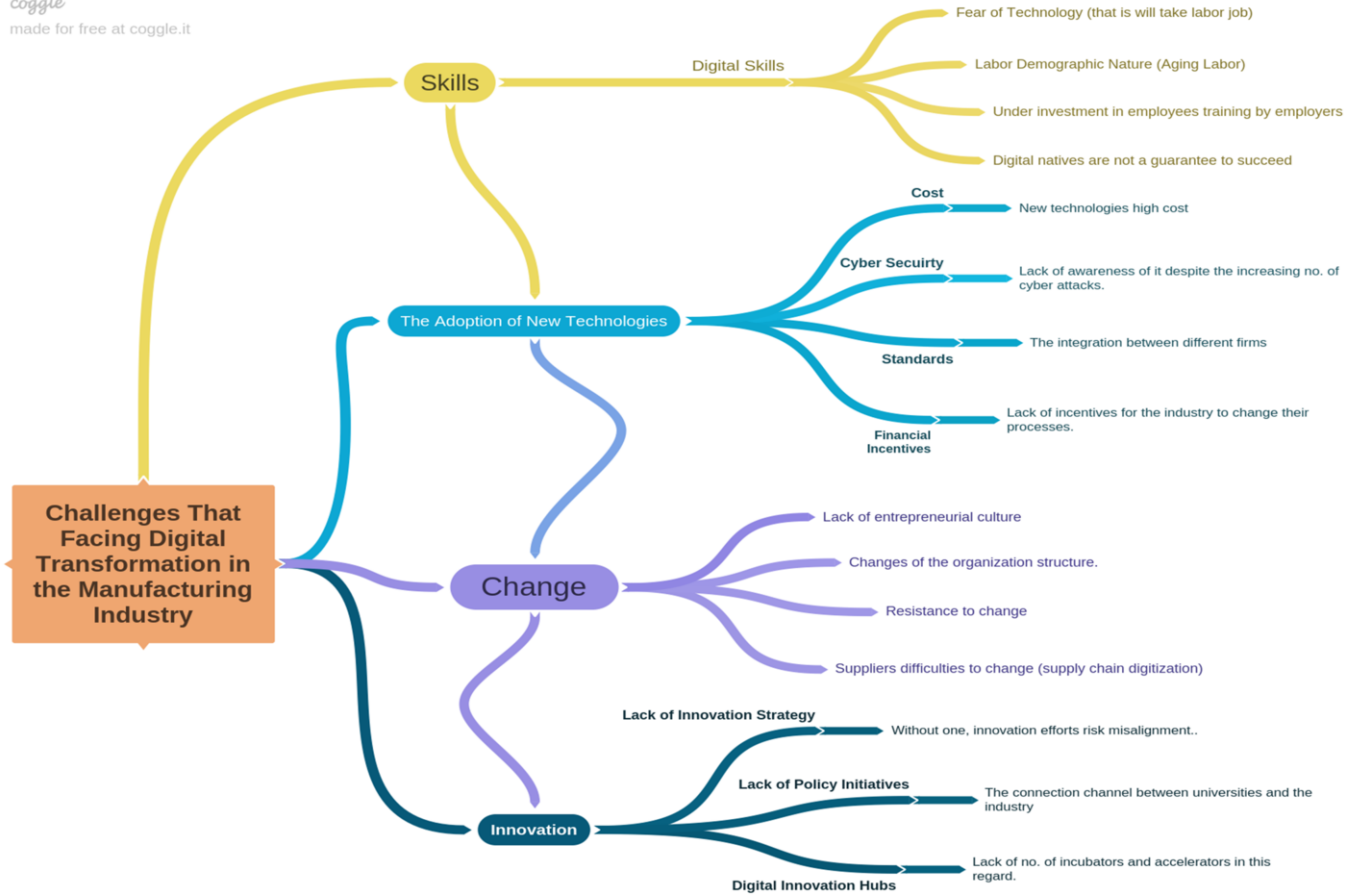 coggle
made for free at coggle.it
Fear of Technology (that is will take labor job)
Skills
Digital Skills
Labor Demographic Nature (Aging Labor)
Under investment in employees training by employers
Digital natives are not a guarantee to succeed
Cost
New technologies high cost
Cyber Secuirty
Lack of awareness of it despite the increasing no. of
cyber attacks.
The Adoption of New Technologies
Standards
The integration between different firms
Financial
Incentives
Lack of incentives for the industry to change their
processes.
Challenges That
Facing Digital
Transformation in
the Manufacturing
Industry
Change
Lack of entrepreneurial culture
Changes of the organization structure.
Resistance to change
Suppliers difficulties to change (supply chain digitization)
Innovation
Lack of Innovation Strategy
Without one, innovation efforts risk misalignment..
Lack of Policy Initiatives
The connection channel between universities and the
industry
Digital Innovation Hubs
Lack of no. of incubators and accelerators in this
regard.